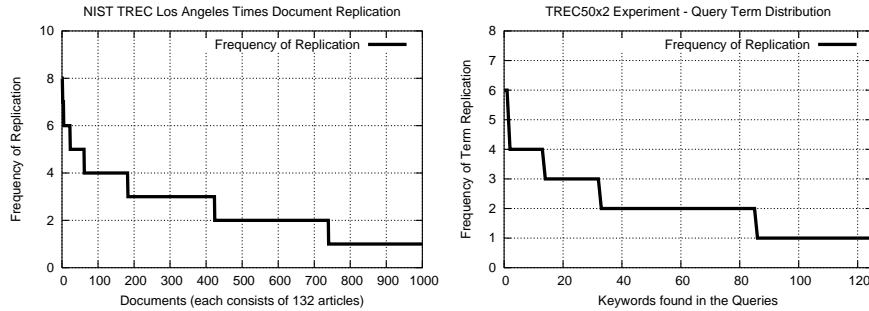 NIST TREC Los Angeles Times Document Replication
Frequency of Replication
10
8
6
4
2
0
0 100 200 300 400 500 600 700 800 900 1000
Frequency of Replication
Documents (each consists of 132 articles)
TREC50x2 Experiment - Query Term Distribution
Frequency of Replication
8
7
6
5
4
3
2
1
0
0 20 40 60 80 100 120
Frequency of Term Replication
Keywords found in the Queries